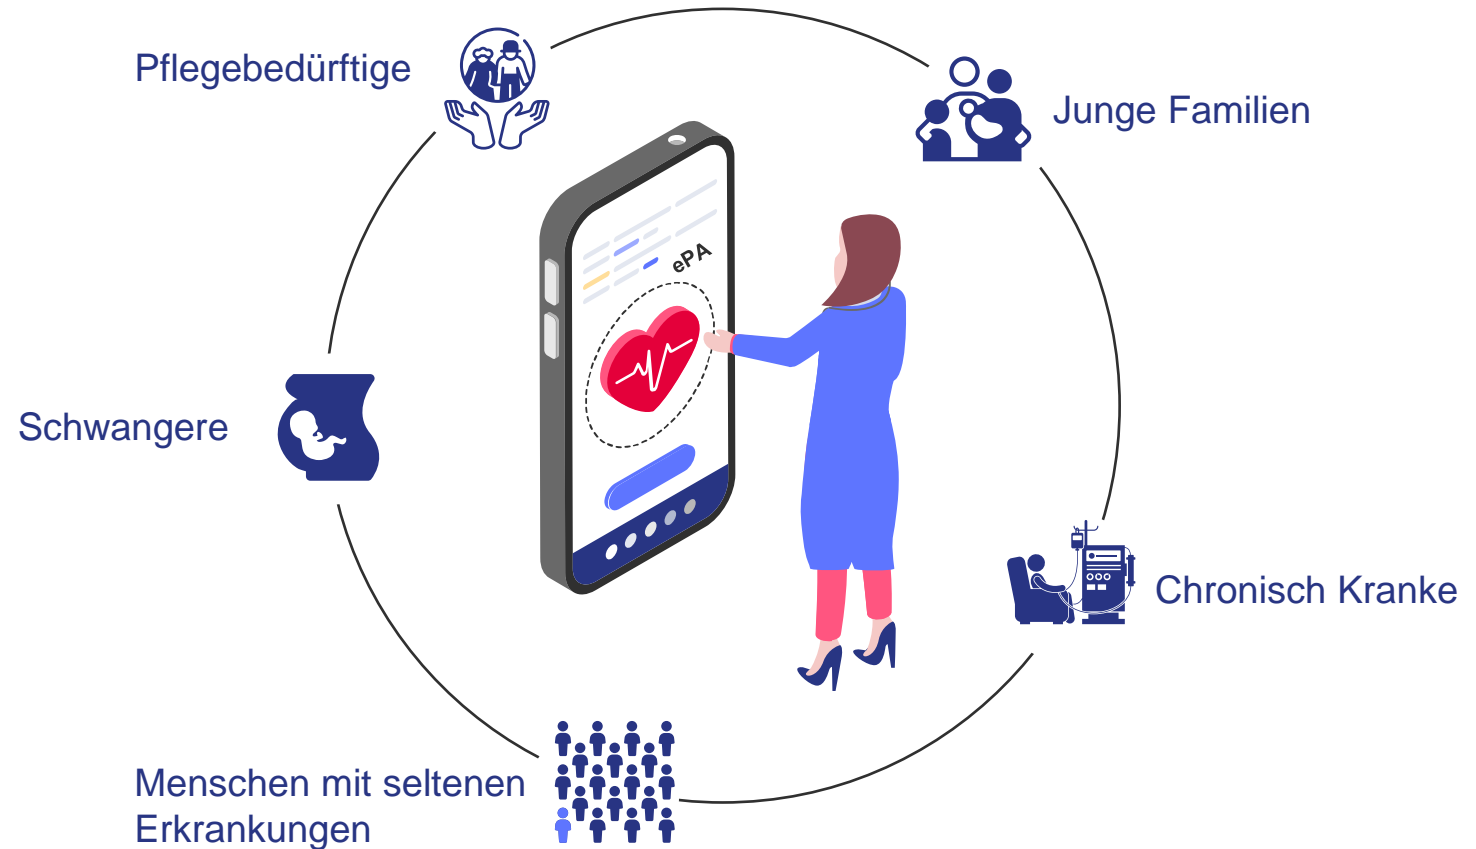 Pflegebedürftige
Junge Familien
ePA
Schwangere
Chronisch Kranke
Menschen mit seltenen
Erkrankungen